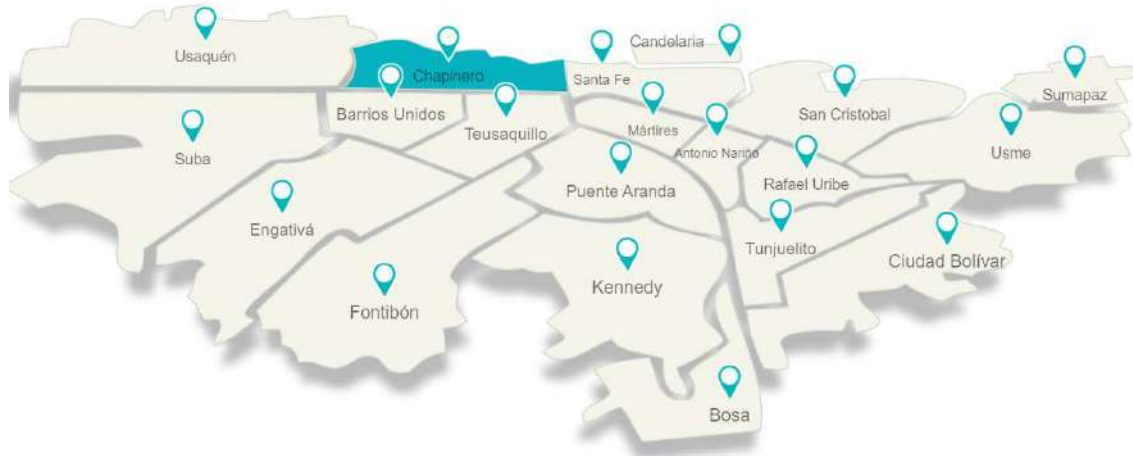 Usaquén
Chapinero
Candelaria
Santa Fe
Sumapaz
Barrios Unidos
Teusaquillo
Mártires
San Cristobal
Suba
Antonio Nariño
Usme
Puente Aranda
Rafael Uribe
Engativá
Tunjuelito
Ciudad Bolívar
Fontibón
Kennedy
Bosa